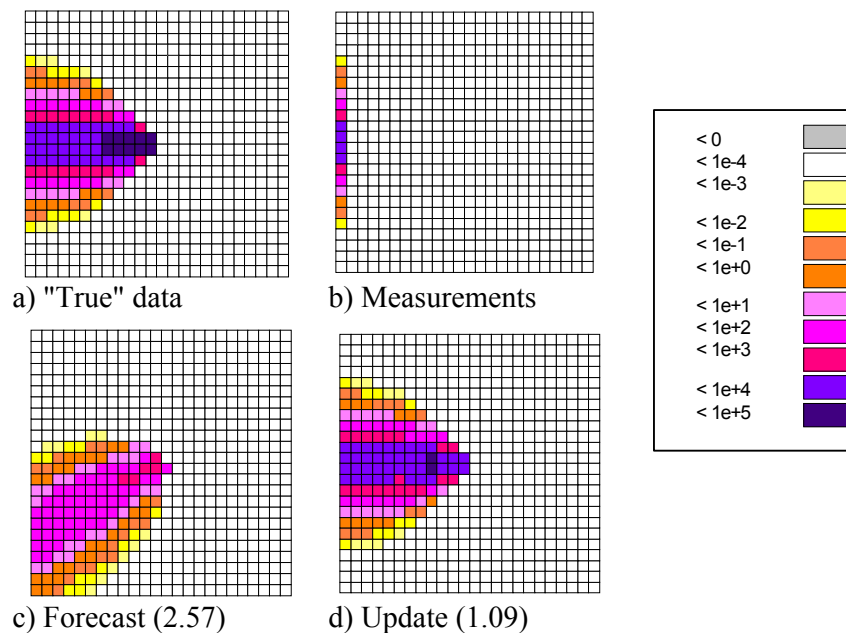 a) "True" data
b) Measurements
c) Forecast (2.57)
d) Update (1.09)
< 0
< 1e-4
< 1e-3
< 1e-2
< 1e-1
< 1e+0
< 1e+1
< 1e+2
< 1e+3
< 1e+4
< 1e+5